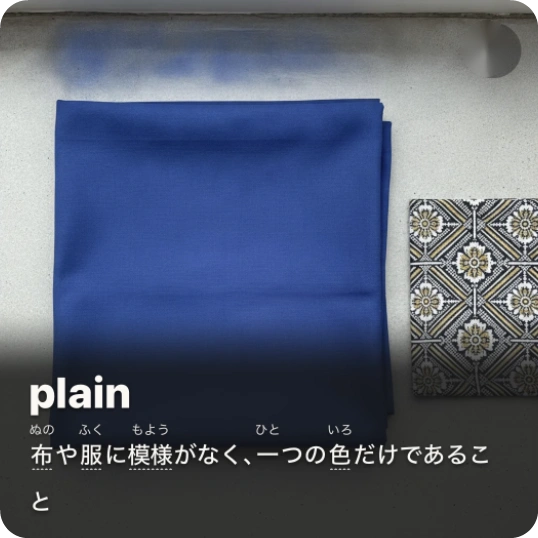 plain
ぬの ふく もよう ひと いろ
布や服に模様がなく、一つの色だけであるこ
と